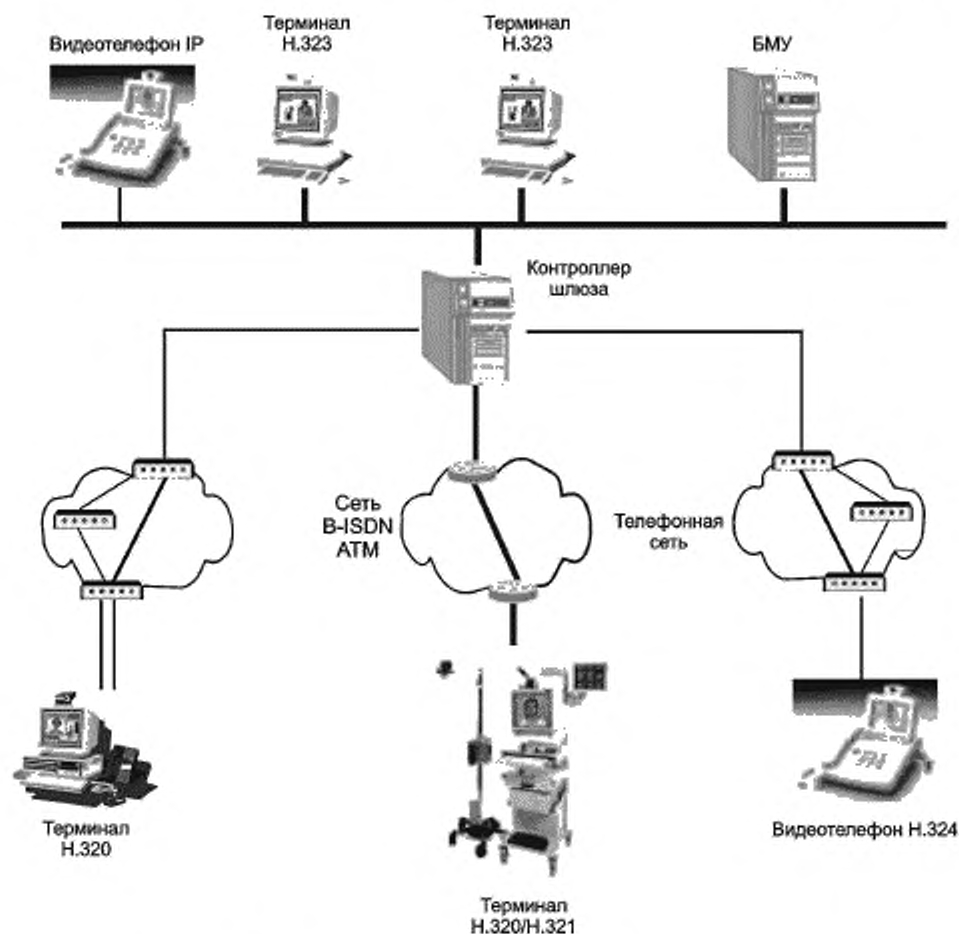 Видеотелефон IP
Терминал
Н.323
Терминал
Н.323
БМУ
Контроллер
шлюза
Сеть
B-ISDN
ATM
Телефонная
сеть
Терминал
Н.320
Видеотелефон Н.324
Терминал
Н.320/Н.321